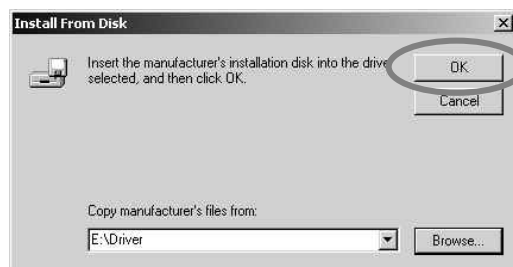 Install From Disk
Insert the manufacturer's installation disk into the drive
selected, and then click OK.
OK
Cancel
Copy manufacturer's files from:
E:\Driver
Browse...